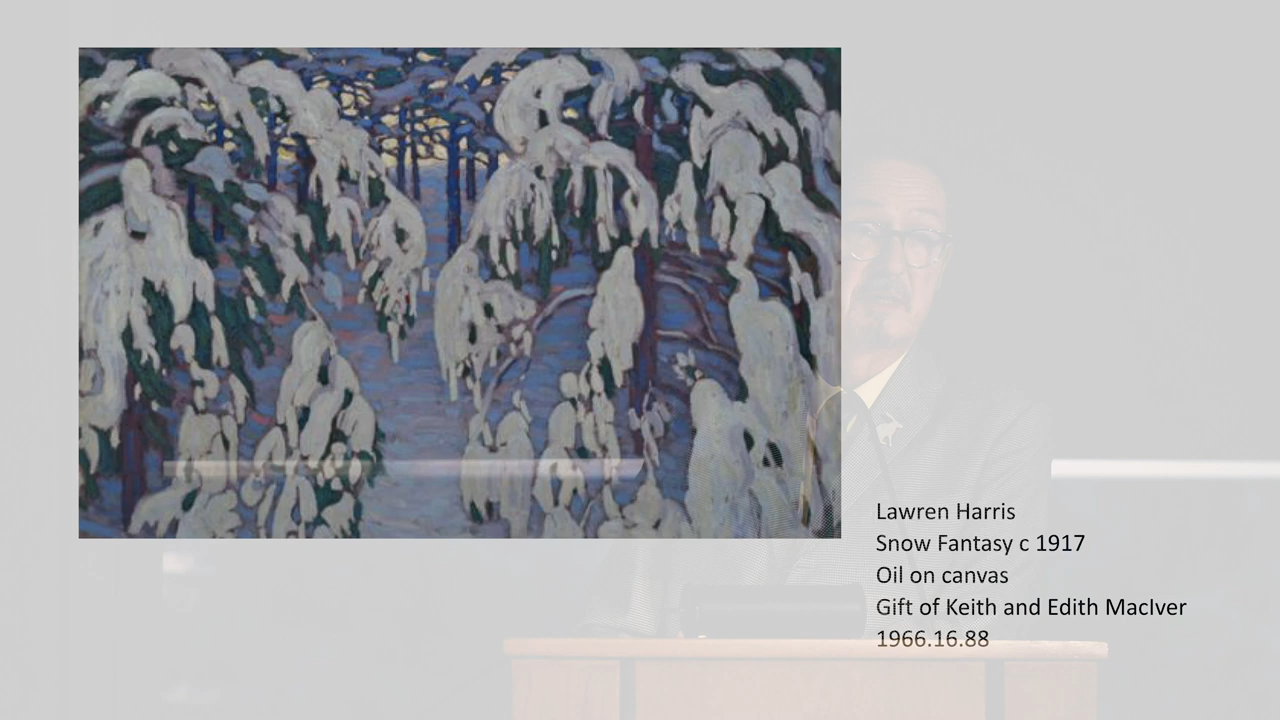 Lawren Harris
Snow Fantasy c 1917
Oil on canvas
Gift of Keith and Edith MacIver
1966.16.88